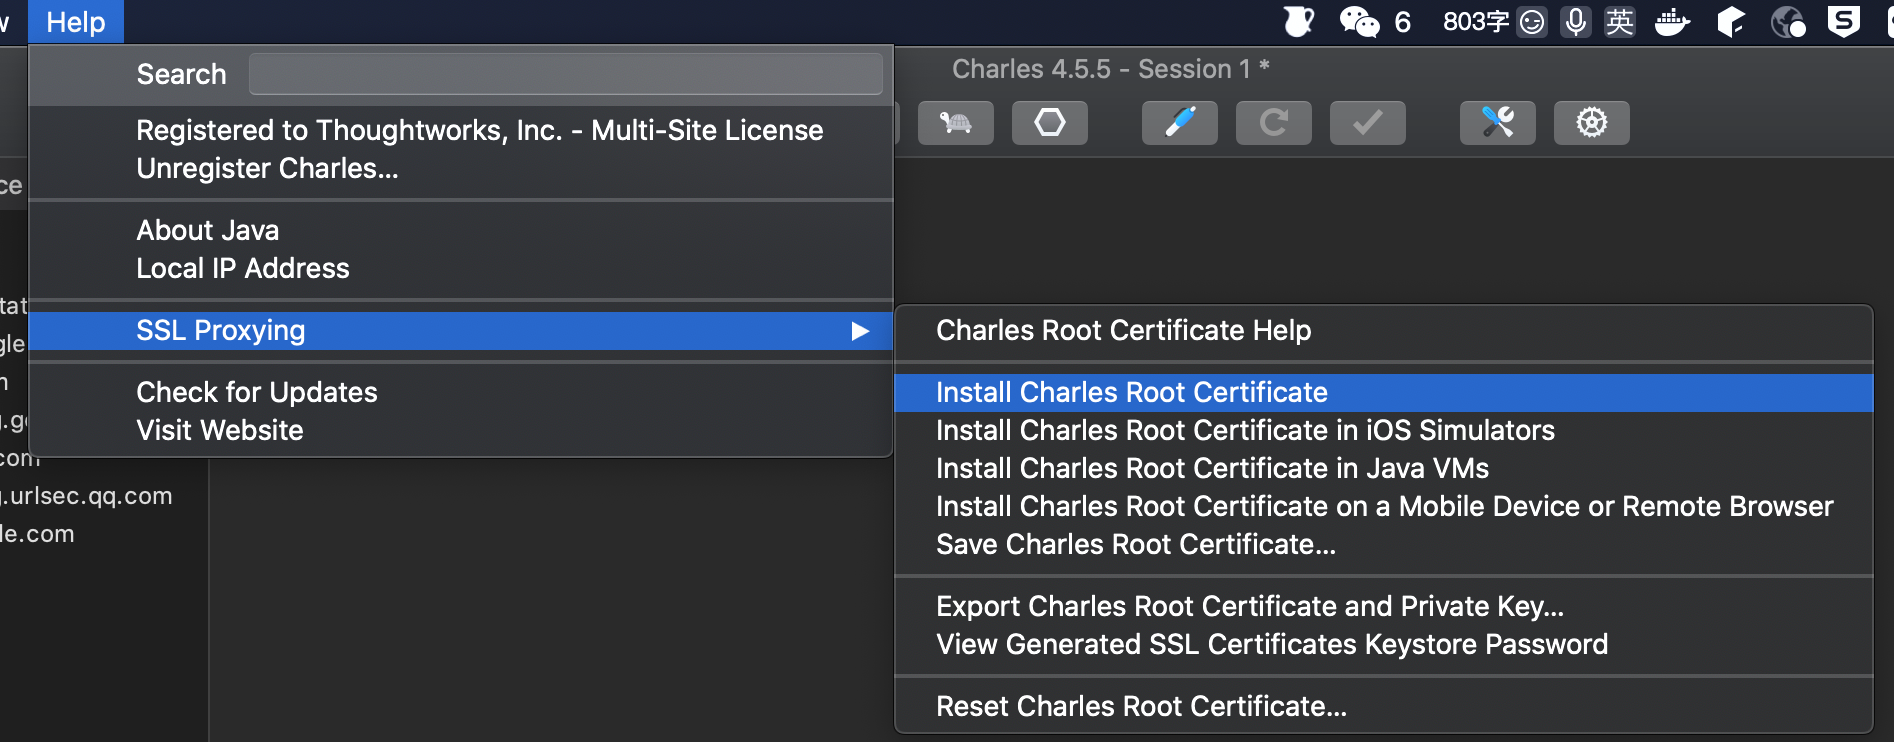 Help
6
803字
英
Search
Charles 4.5.5 - Session 1 *
Registered to Thoughtworks, Inc. - Multi-Site License
Unregister Charles...
About Java
Local IP Address
SSL Proxying
Charles Root Certificate Help
Check for Updates
Install Charles Root Certificate
Visit Website
Install Charles Root Certificate in iOS Simulators
Install Charles Root Certificate in Java VMs
.urlsec.qq.com
Install Charles Root Certificate on a Mobile Device or Remote Browser
le.com
Save Charles Root Certificate...
Export Charles Root Certificate and Private Key...
View Generated SSL Certificates Keystore Password
Reset Charles Root Certificate...